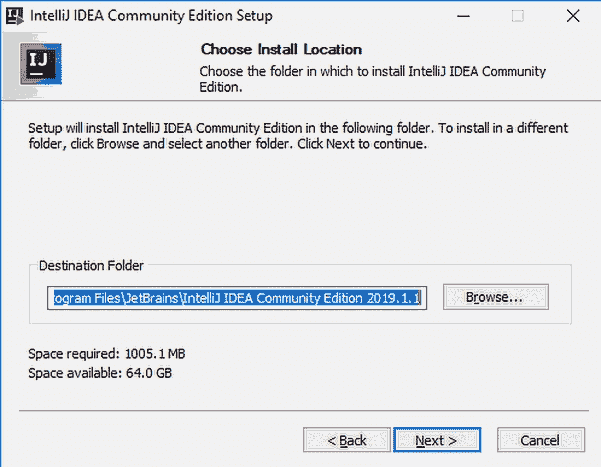 IntelliJ IDEA Community Edition Setup
IJ
Choose Install Location
Choose the folder in which to install IntelliJ IDEA Community
Edition.
Setup will install IntelliJ IDEA Community Edition in the following folder. To install in a different
folder, click Browse and select another folder. Click Next to continue.
Destination Folder
ogram Files\JetBrains\IntelliJ IDEA Community Edition 2019.1.1
Browse...
Space required: 1005.1 MB
Space available: 64.0 GB
< Back
Next >
Cancel